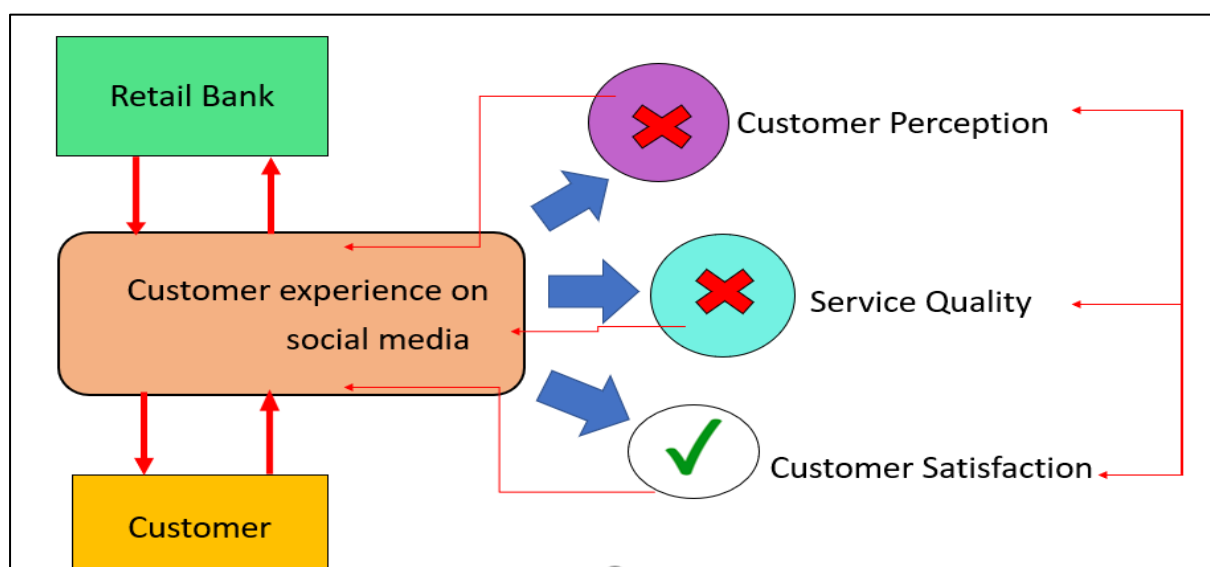 Retail Bank
Customer Perception
Customer experience on
social media
Service Quality
Customer Satisfaction
Customer